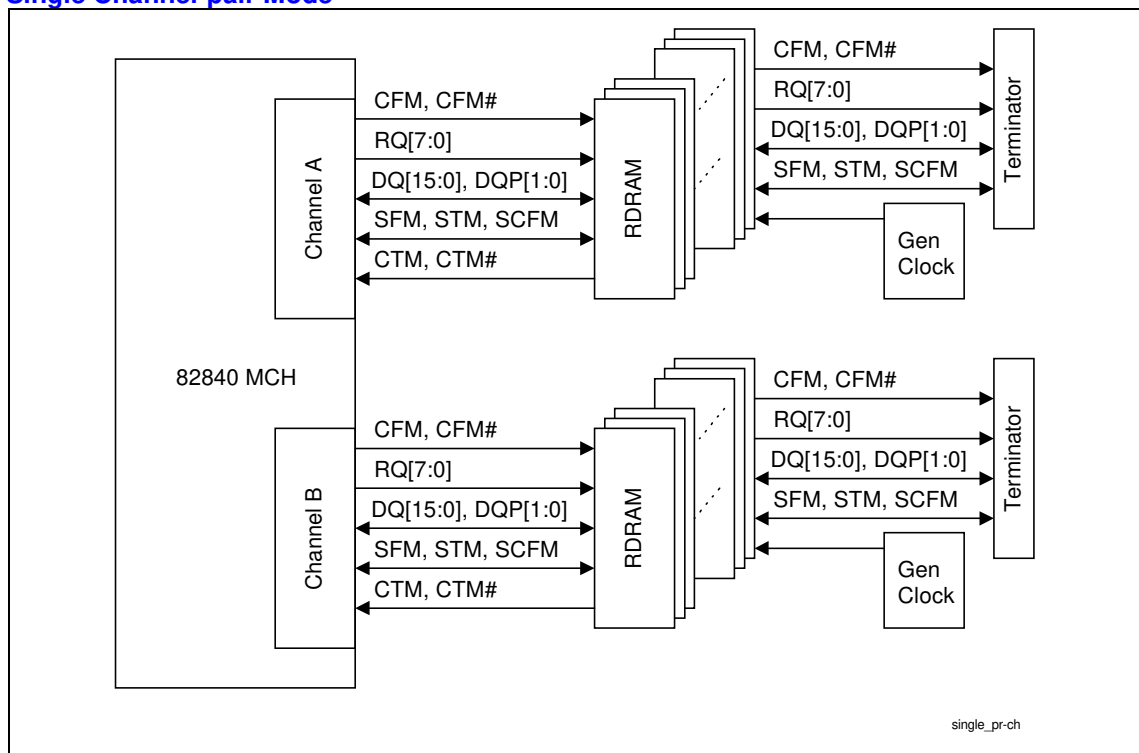 Single Channel-pair Mode
82840 MCH
Channel A
CFM, CFM#
RQ[7:0]
DQ[15:0], DQP[1:0]
SFM, STM, SCFM
CTM, CTM#
RDRAM
CFM, CFM#
RQ[7:0]
DQ[15:0], DQP[1:0]
SFM, STM, SCFM
Terminator
Gen
Clock
Channel B
CFM, CFM#
RQ[7:0]
DQ[15:0], DQP[1:0]
SFM, STM, SCFM
CTM, CTM#
RDRAM
CFM, CFM#
RQ[7:0]
DQ[15:0], DQP[1:0]
SFM, STM, SCFM
Terminator
Gen
Clock
single_pr-ch